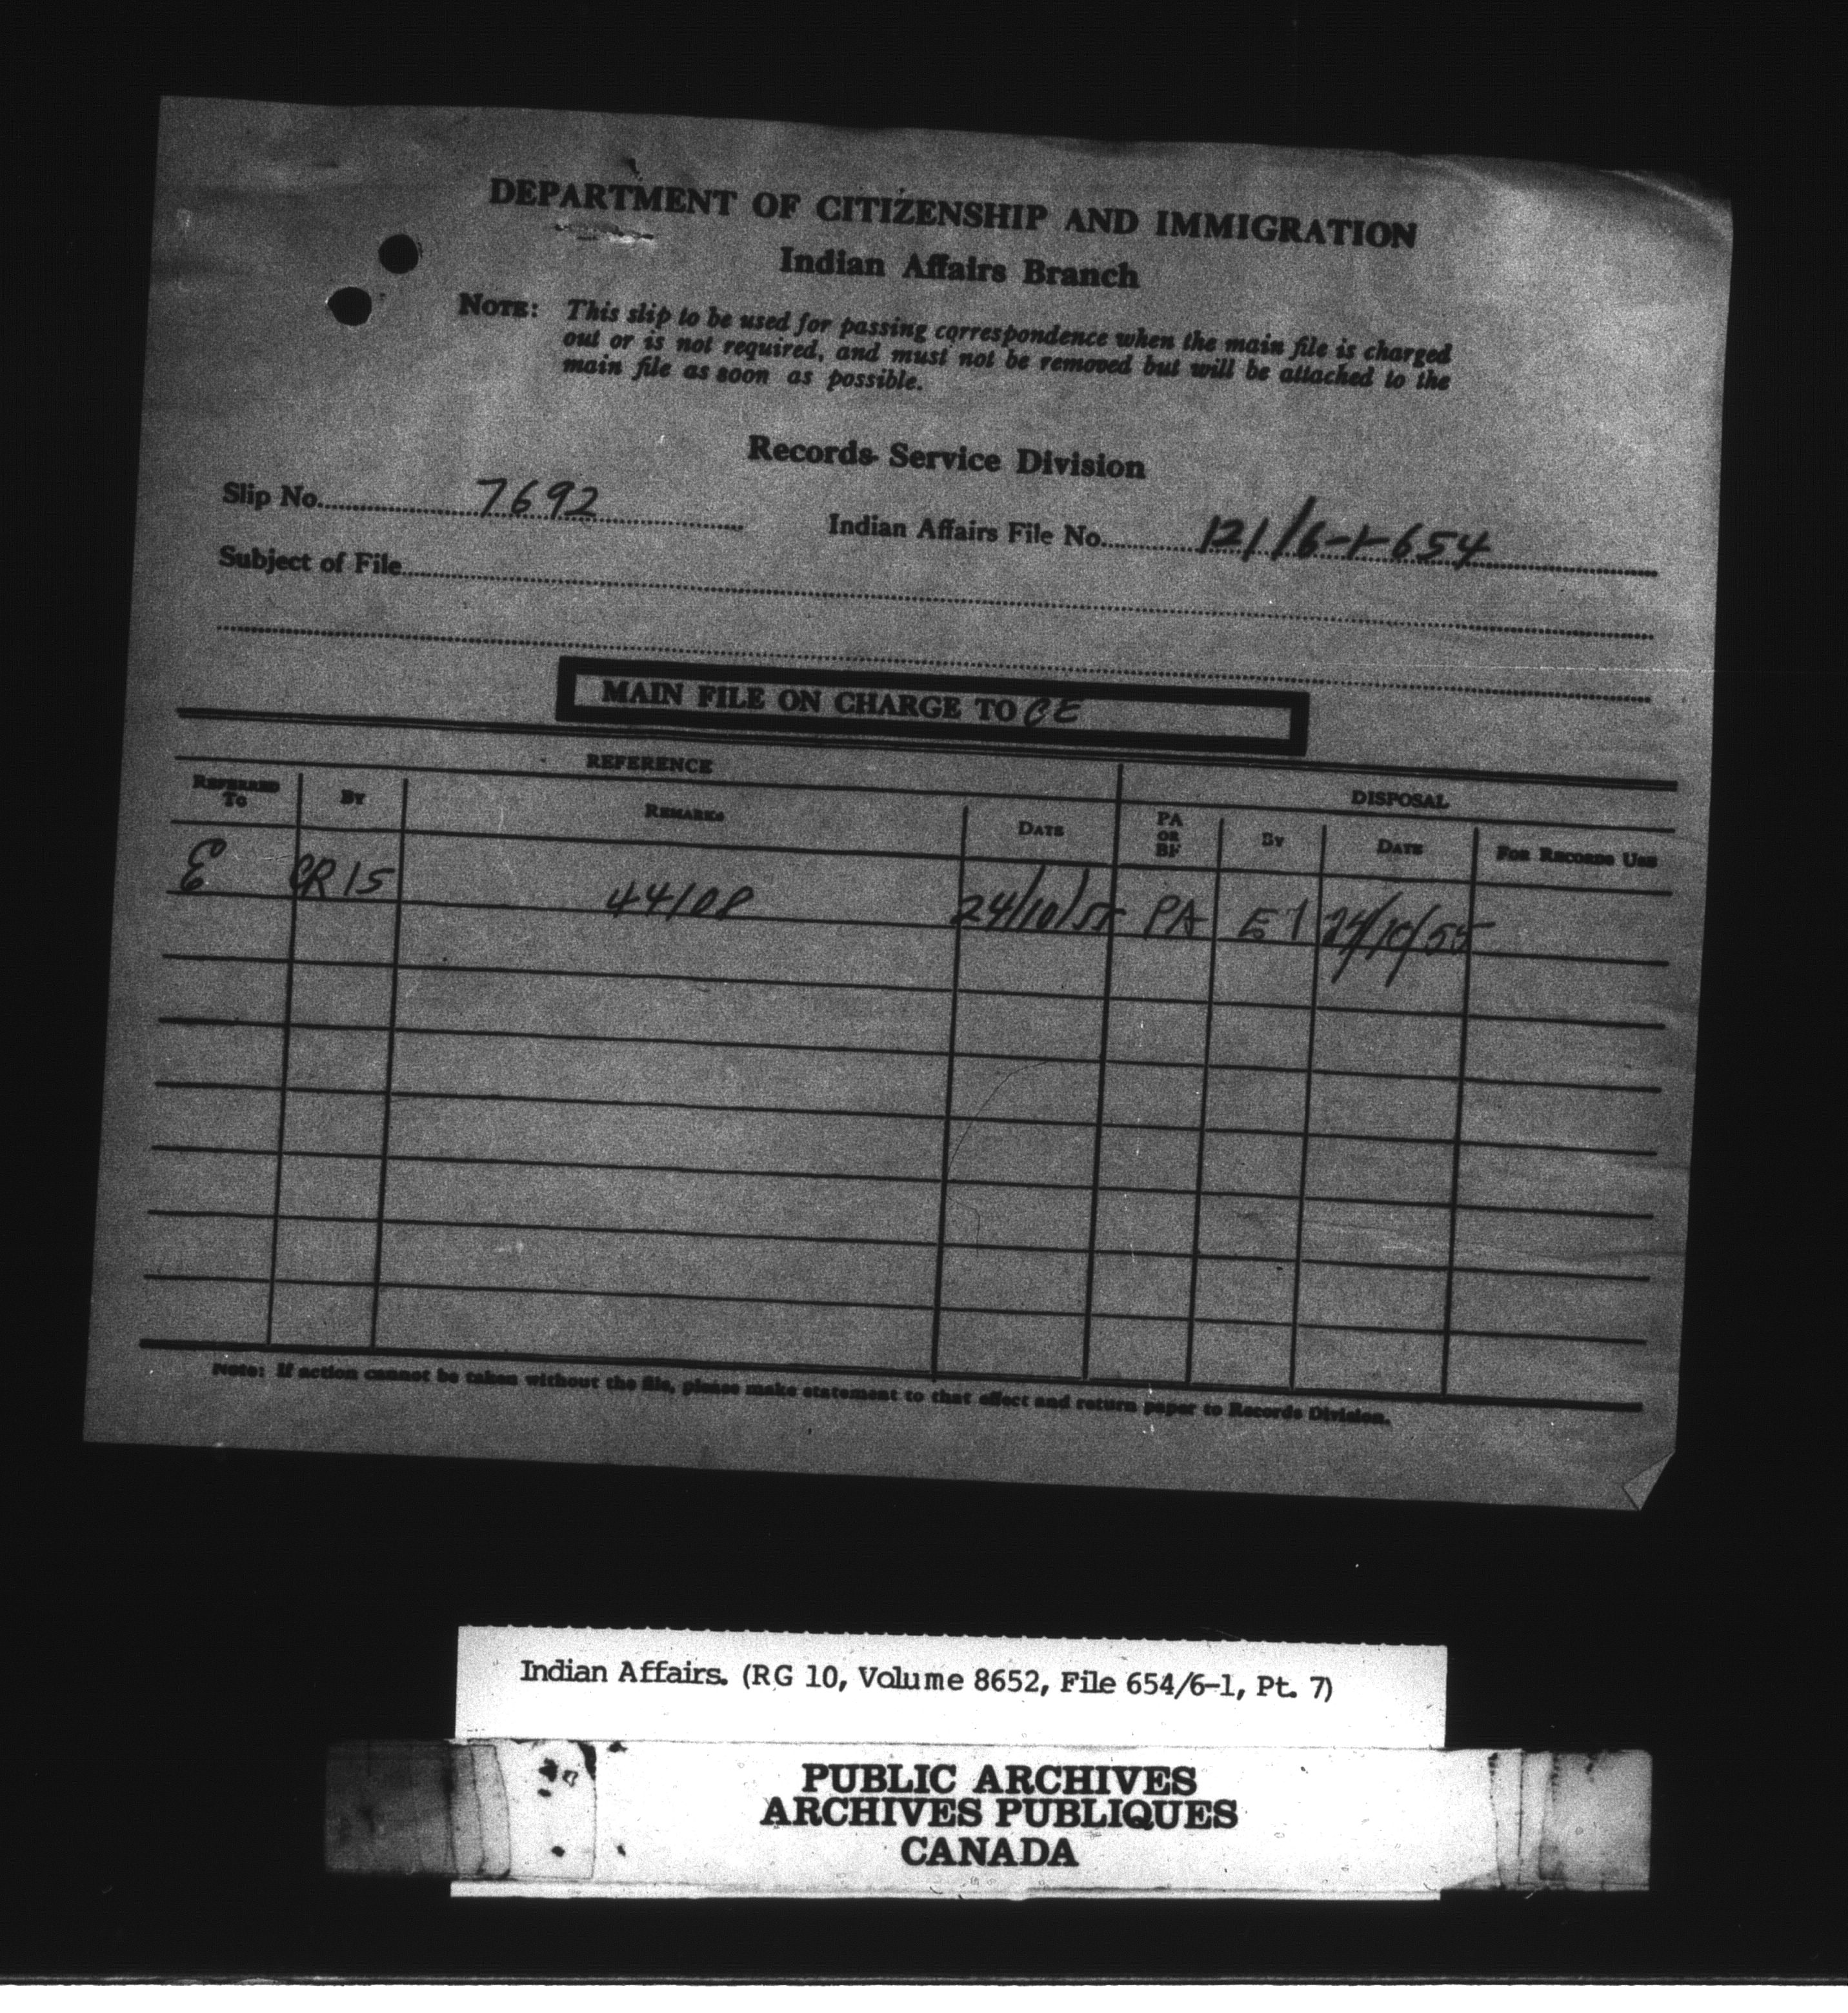 DEPARTMENT OF CITIZENSHIP AND IMMIGRATION
Indian Affairs Branch
NOTE: This slip to be used for passing correspondence when the main file is charged
out or is not required, and must not be removed but will be attached to the
main file as soon as possible.
Records Service Division
Slip No. 7692 Indian Affairs File No. 121/6-1-654
Subject of File
MAIN FILE ON CHARGE TO CE
REFERENCE DISPOSAL
REFERRED TO BY REMARKS DATE PA OR BF BY DATE FOR RECORDS USE
E CR15 44108 24/10/55 PA E1 24/10/55
Note: If action cannot be taken without the file, please make statement to that effect and return paper to Records Division.
Indian Affairs. (RG 10, Volume 8652, File 654/6-1, Pt. 7)
PUBLIC ARCHIVES
ARCHIVES PUBLIQUES
CANADA